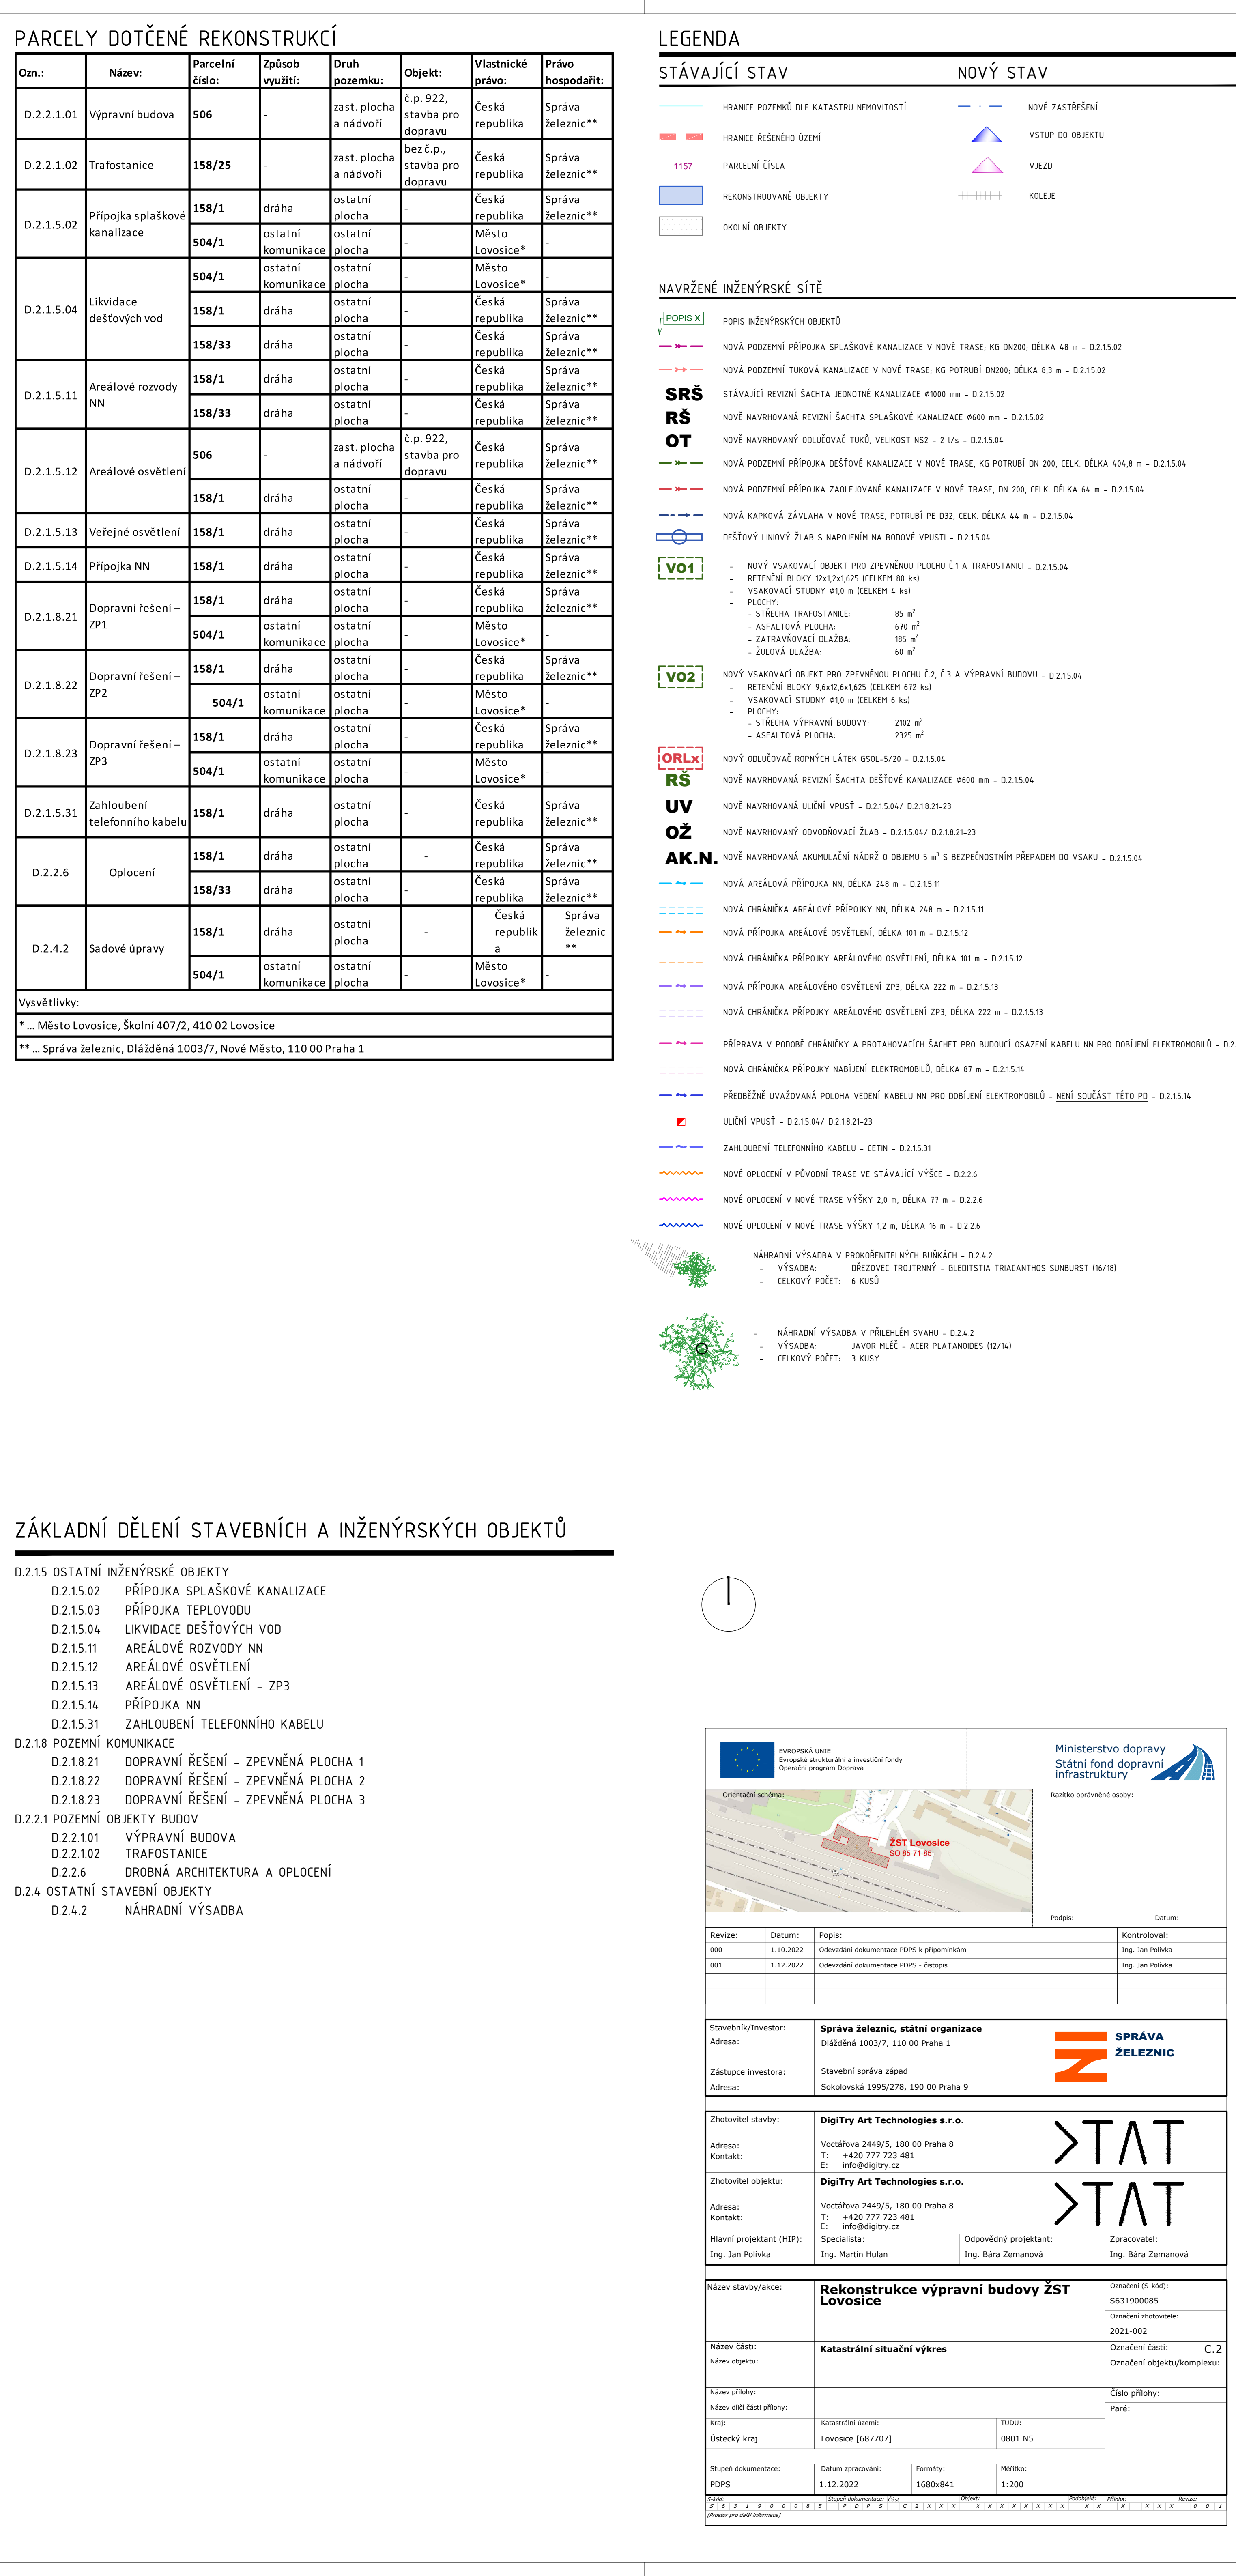 PARCELY DOTČENÉ REKONSTRUKCÍ
Ozn.: Název: Parcelní číslo: Způsob využití: Druh pozemku: Objekt: Vlastnické právo: Právo hospodařit:
D.2.2.1.01 Výpravní budova 506 - zast. plocha a nádvoří č.p. 922, stavba pro dopravu Česká republika Správa železnic**
D.2.2.1.02 Trafostanice 158/25 - zast. plocha a nádvoří bez č.p., stavba pro dopravu Česká republika Správa železnic**
D.2.1.5.02 Přípojka splaškové kanalizace 158/1 dráha ostatní plocha - Česká republika Správa železnic**
504/1 ostatní komunikace ostatní plocha - Město Lovosice* -
D.2.1.5.04 Likvidace dešťových vod 504/1 ostatní komunikace ostatní plocha - Město Lovosice* -
158/1 dráha ostatní plocha - Česká republika Správa železnic**
158/33 dráha ostatní plocha - Česká republika Správa železnic**
D.2.1.5.11 Areálové rozvody NN 158/1 dráha ostatní plocha - Česká republika Správa železnic**
158/33 dráha ostatní plocha - Česká republika Správa železnic**
D.2.1.5.12 Areálové osvětlení 506 - zast. plocha a nádvoří č.p. 922, stavba pro dopravu Česká republika Správa železnic**
158/1 dráha ostatní plocha - Česká republika Správa železnic**
D.2.1.5.13 Veřejné osvětlení 158/1 dráha ostatní plocha - Česká republika Správa železnic**
D.2.1.5.14 Přípojka NN 158/1 dráha ostatní plocha - Česká republika Správa železnic**
D.2.1.8.21 Dopravní řešení – ZP1 158/1 dráha ostatní plocha - Česká republika Správa železnic**
504/1 ostatní komunikace ostatní plocha - Město Lovosice* -
D.2.1.8.22 Dopravní řešení – ZP2 158/1 dráha ostatní plocha - Česká republika Správa železnic**
504/1 ostatní komunikace ostatní plocha - Město Lovosice* -
D.2.1.8.23 Dopravní řešení – ZP3 158/1 dráha ostatní plocha - Česká republika Správa železnic**
504/1 ostatní komunikace ostatní plocha - Město Lovosice* -
D.2.1.5.31 Zahloubení telefonního kabelu 158/1 dráha ostatní plocha - Česká republika Správa železnic**
D.2.2.6 Oplocení 158/1 dráha ostatní plocha - Česká republika Správa železnic**
158/33 dráha ostatní plocha - Česká republika Správa železnic**
D.2.4.2 Sadové úpravy 158/1 dráha ostatní plocha - Česká republik a Správa železnic **
504/1 ostatní komunikace ostatní plocha - Město Lovosice* -
Vysvětlivky:
* ... Město Lovosice, Školní 407/2, 410 02 Lovosice
** ... Správa železnic, Dlážděná 1003/7, Nové Město, 110 00 Praha 1
LEGENDA
STÁVAJÍCÍ STAV NOVÝ STAV
HRANICE POZEMKŮ DLE KATASTRU NEMOVITOSTÍ NOVÉ ZASTŘEŠENÍ
HRANICE ŘEŠENÉHO ÚZEMÍ VSTUP DO OBJEKTU
1157 PARCELNÍ ČÍSLA VJEZD
REKONSTRUOVANÉ OBJEKTY KOLEJE
OKOLNÍ OBJEKTY
NAVRŽENÉ INŽENÝRSKÉ SÍTĚ
POPIS X POPIS INŽENÝRSKÝCH OBJEKTŮ
NOVÁ PODZEMNÍ PŘÍPOJKA SPLAŠKOVÉ KANALIZACE V NOVÉ TRASE; KG DN200; DÉLKA 48 m - D.2.1.5.02
NOVÁ PODZEMNÍ TUKOVÁ KANALIZACE V NOVÉ TRASE; KG POTRUBÍ DN200; DÉLKA 8,3 m - D.2.1.5.02
SRŠ STÁVAJÍCÍ REVIZNÍ ŠACHTA JEDNOTNÉ KANALIZACE Ø1000 mm - D.2.1.5.02
RŠ NOVĚ NAVRHOVANÁ REVIZNÍ ŠACHTA SPLAŠKOVÉ KANALIZACE Ø600 mm - D.2.1.5.02
OT NOVĚ NAVRHOVANÝ ODLUČOVAČ TUKŮ, VELIKOST NS2 - 2 l/s - D.2.1.5.04
NOVÁ PODZEMNÍ PŘÍPOJKA DEŠŤOVÉ KANALIZACE V NOVÉ TRASE, KG POTRUBÍ DN 200, CELK. DÉLKA 404,8 m - D.2.1.5.04
NOVÁ PODZEMNÍ PŘÍPOJKA ZAOLEJOVANÉ KANALIZACE V NOVÉ TRASE, DN 200, CELK. DÉLKA 64 m - D.2.1.5.04
NOVÁ KAPKOVÁ ZÁVLAHA V NOVÉ TRASE, POTRUBÍ PE D32, CELK. DÉLKA 44 m - D.2.1.5.04
DEŠŤOVÝ LINIOVÝ ŽLAB S NAPOJENÍM NA BODOVÉ VPUSTI - D.2.1.5.04
VO1 - NOVÝ VSAKOVACÍ OBJEKT PRO ZPEVNĚNOU PLOCHU Č.1 A TRAFOSTANICI - D.2.1.5.04
- RETENČNÍ BLOKY 12x1,2x1,625 (CELKEM 80 ks)
- VSAKOVACÍ STUDNY Ø1,0 m (CELKEM 4 ks)
- PLOCHY:
- STŘECHA TRAFOSTANICE: 85 m²
- ASFALTOVÁ PLOCHA: 670 m²
- ZATRAVŇOVACÍ DLAŽBA: 185 m²
- ŽULOVÁ DLAŽBA: 60 m²
VO2 NOVÝ VSAKOVACÍ OBJEKT PRO ZPEVNĚNOU PLOCHU Č.2, Č.3 A VÝPRAVNÍ BUDOVU - D.2.1.5.04
- RETENČNÍ BLOKY 9,6x12,6x1,625 (CELKEM 672 ks)
- VSAKOVACÍ STUDNY Ø1,0 m (CELKEM 6 ks)
- PLOCHY:
- STŘECHA VÝPRAVNÍ BUDOVY: 2102 m²
- ASFALTOVÁ PLOCHA: 2325 m²
ORLx NOVÝ ODLUČOVAČ ROPNÝCH LÁTEK GSOL-5/20 - D.2.1.5.04
RŠ NOVĚ NAVRHOVANÁ REVIZNÍ ŠACHTA DEŠŤOVÉ KANALIZACE Ø600 mm - D.2.1.5.04
UV NOVĚ NAVRHOVANÁ ULIČNÍ VPUSŤ - D.2.1.5.04/ D.2.1.8.21-23
OŽ NOVĚ NAVRHOVANÝ ODVODŇOVACÍ ŽLAB - D.2.1.5.04/ D.2.1.8.21-23
AK.N. NOVĚ NAVRHOVANÁ AKUMULAČNÍ NÁDRŽ O OBJEMU 5 m³ S BEZPEČNOSTNÍM PŘEPADEM DO VSAKU - D.2.1.5.04
NOVÁ AREÁLOVÁ PŘÍPOJKA NN, DÉLKA 248 m - D.2.1.5.11
NOVÁ CHRÁNIČKA AREÁLOVÉ PŘÍPOJKY NN, DÉLKA 248 m - D.2.1.5.11
NOVÁ PŘÍPOJKA AREÁLOVÉ OSVĚTLENÍ, DÉLKA 101 m - D.2.1.5.12
NOVÁ CHRÁNIČKA PŘÍPOJKY AREÁLOVÉHO OSVĚTLENÍ, DÉLKA 101 m - D.2.1.5.12
NOVÁ PŘÍPOJKA AREÁLOVÉHO OSVĚTLENÍ ZP3, DÉLKA 222 m - D.2.1.5.13
NOVÁ CHRÁNIČKA PŘÍPOJKY AREÁLOVÉHO OSVĚTLENÍ ZP3, DÉLKA 222 m - D.2.1.5.13
PŘÍPRAVA V PODOBĚ CHRÁNIČKY A PROTAHOVACÍCH ŠACHET PRO BUDOUCÍ OSAZENÍ KABELU NN PRO DOBÍJENÍ ELEKTROMOBILŮ - D.2.
NOVÁ CHRÁNIČKA PŘÍPOJKY NABÍJENÍ ELEKTROMOBILŮ, DÉLKA 87 m - D.2.1.5.14
PŘEDBĚŽNĚ UVAŽOVANÁ POLOHA VEDENÍ KABELU NN PRO DOBÍJENÍ ELEKTROMOBILŮ - NENÍ SOUČÁST TÉTO PD - D.2.1.5.14
ULIČNÍ VPUSŤ - D.2.1.5.04/ D.2.1.8.21-23
ZAHLOUBENÍ TELEFONNÍHO KABELU - CETIN - D.2.1.5.31
NOVÉ OPLOCENÍ V PŮVODNÍ TRASE VE STÁVAJÍCÍ VÝŠCE - D.2.2.6
NOVÉ OPLOCENÍ V NOVÉ TRASE VÝŠKY 2,0 m, DÉLKA 77 m - D.2.2.6
NOVÉ OPLOCENÍ V NOVÉ TRASE VÝŠKY 1,2 m, DÉLKA 16 m - D.2.2.6
NÁHRADNÍ VÝSADBA V PROKOŘENITELNÝCH BUŇKÁCH - D.2.4.2
- VÝSADBA: DŘEZOVEC TROJTRNNÝ - GLEDITSTIA TRIACANTHOS SUNBURST (16/18)
- CELKOVÝ POČET: 6 KUSŮ
- NÁHRADNÍ VÝSADBA V PŘILEHLÉM SVAHU - D.2.4.2
- VÝSADBA: JAVOR MLÉČ - ACER PLATANOIDES (12/14)
- CELKOVÝ POČET: 3 KUSY
ZÁKLADNÍ DĚLENÍ STAVEBNÍCH A INŽENÝRSKÝCH OBJEKTŮ
D.2.1.5 OSTATNÍ INŽENÝRSKÉ OBJEKTY
D.2.1.5.02 PŘÍPOJKA SPLAŠKOVÉ KANALIZACE
D.2.1.5.03 PŘÍPOJKA TEPLOVODU
D.2.1.5.04 LIKVIDACE DEŠŤOVÝCH VOD
D.2.1.5.11 AREÁLOVÉ ROZVODY NN
D.2.1.5.12 AREÁLOVÉ OSVĚTLENÍ
D.2.1.5.13 AREÁLOVÉ OSVĚTLENÍ - ZP3
D.2.1.5.14 PŘÍPOJKA NN
D.2.1.5.31 ZAHLOUBENÍ TELEFONNÍHO KABELU
D.2.1.8 POZEMNÍ KOMUNIKACE
D.2.1.8.21 DOPRAVNÍ ŘEŠENÍ - ZPEVNĚNÁ PLOCHA 1
D.2.1.8.22 DOPRAVNÍ ŘEŠENÍ - ZPEVNĚNÁ PLOCHA 2
D.2.1.8.23 DOPRAVNÍ ŘEŠENÍ - ZPEVNĚNÁ PLOCHA 3
D.2.2.1 POZEMNÍ OBJEKTY BUDOV
D.2.2.1.01 VÝPRAVNÍ BUDOVA
D.2.2.1.02 TRAFOSTANICE
D.2.2.6 DROBNÁ ARCHITEKTURA A OPLOCENÍ
D.2.4 OSTATNÍ STAVEBNÍ OBJEKTY
D.2.4.2 NÁHRADNÍ VÝSADBA
EVROPSKÁ UNIE
Evropské strukturální a investiční fondy
Operační program Doprava
Ministerstvo dopravy
Státní fond dopravní
infrastruktury
Orientační schéma: Razítko oprávněné osoby:
ŽST Lovosice
SO 85-71-85
Podpis: Datum:
Revize: Datum: Popis: Kontroloval:
000 1.10.2022 Odevzdání dokumentace PDPS k připomínkám Ing. Jan Polívka
001 1.12.2022 Odevzdání dokumentace PDPS - čistopis Ing. Jan Polívka
Stavebník/Investor: Správa železnic, státní organizace
Adresa: Dlážděná 1003/7, 110 00 Praha 1
SPRÁVA
ŽELEZNIC
Zástupce investora: Stavební správa západ
Adresa: Sokolovská 1995/278, 190 00 Praha 9
Zhotovitel stavby: DigiTry Art Technologies s.r.o.
Adresa: Voctářova 2449/5, 180 00 Praha 8
Kontakt: T: +420 777 723 481
E: info@digitry.cz
Zhotovitel objektu: DigiTry Art Technologies s.r.o.
Adresa: Voctářova 2449/5, 180 00 Praha 8
Kontakt: T: +420 777 723 481
E: info@digitry.cz
Hlavní projektant (HIP): Specialista: Odpovědný projektant: Zpracovatel:
Ing. Jan Polívka Ing. Martin Hulan Ing. Bára Zemanová Ing. Bára Zemanová
Název stavby/akce: Rekonstrukce výpravní budovy ŽST
Lovosice
Označení (S-kód):
S631900085
Označení zhotovitele:
2021-002
Název části: Katastrální situační výkres Označení části: C.2
Název objektu: Označení objektu/komplexu:
Název přílohy: Číslo přílohy:
Název dílčí části přílohy: Paré:
Kraj: Katastrální území: TUDU:
Ústecký kraj Lovosice [687707] 0801 N5
Stupeň dokumentace: Datum zpracování: Formáty: Měřítko:
PDPS 1.12.2022 1680x841 1:200
S-kód: Stupeň dokumentace: Část: Objekt: Podobjekt: Příloha: Revize:
S 6 3 1 9 0 0 0 8 5 _ P D P S _ C 2 X X X _ X X X X X X X X X _ X X _ X _ X X X _ 0 0 1
[Prostor pro další informace]